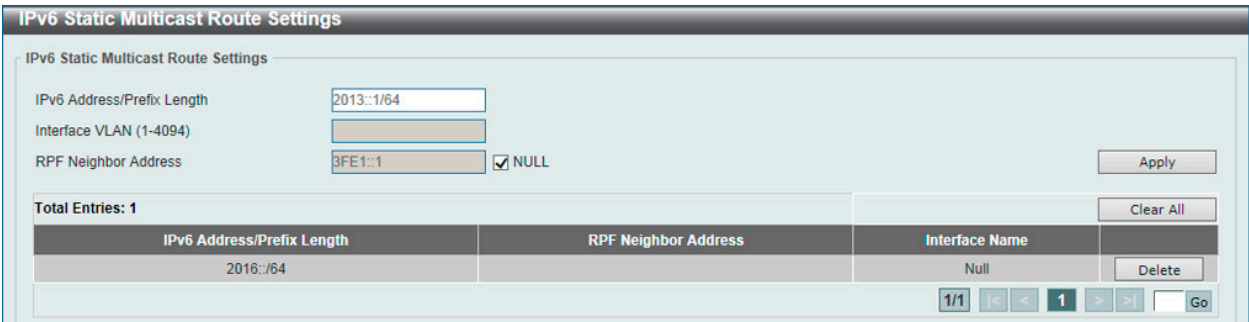 IPv6 Static Multicast Route Settings
IPv6 Static Multicast Route Settings
IPv6 Address/Prefix Length 2013::1/64
Interface VLAN (1-4094)
RPF Neighbor Address 3FE1::1 NULL Apply
Total Entries: 1 Clear All
IPv6 Address/Prefix Length RPF Neighbor Address Interface Name
2016::/64 Null Delete
1/1 |< < 1 > >| Go